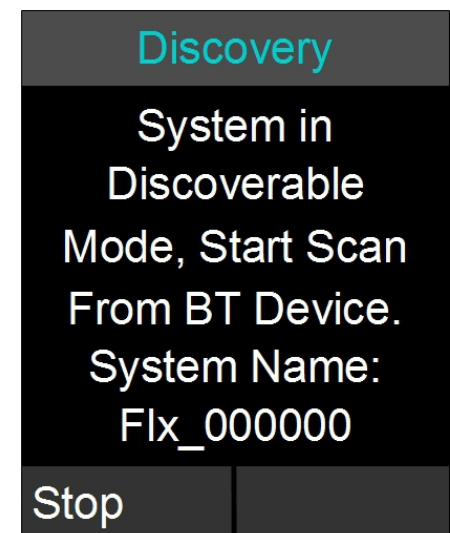 Discovery
System in
Discoverable
Mode, Start Scan
From BT Device.
System Name:
Flx_000000
Stop